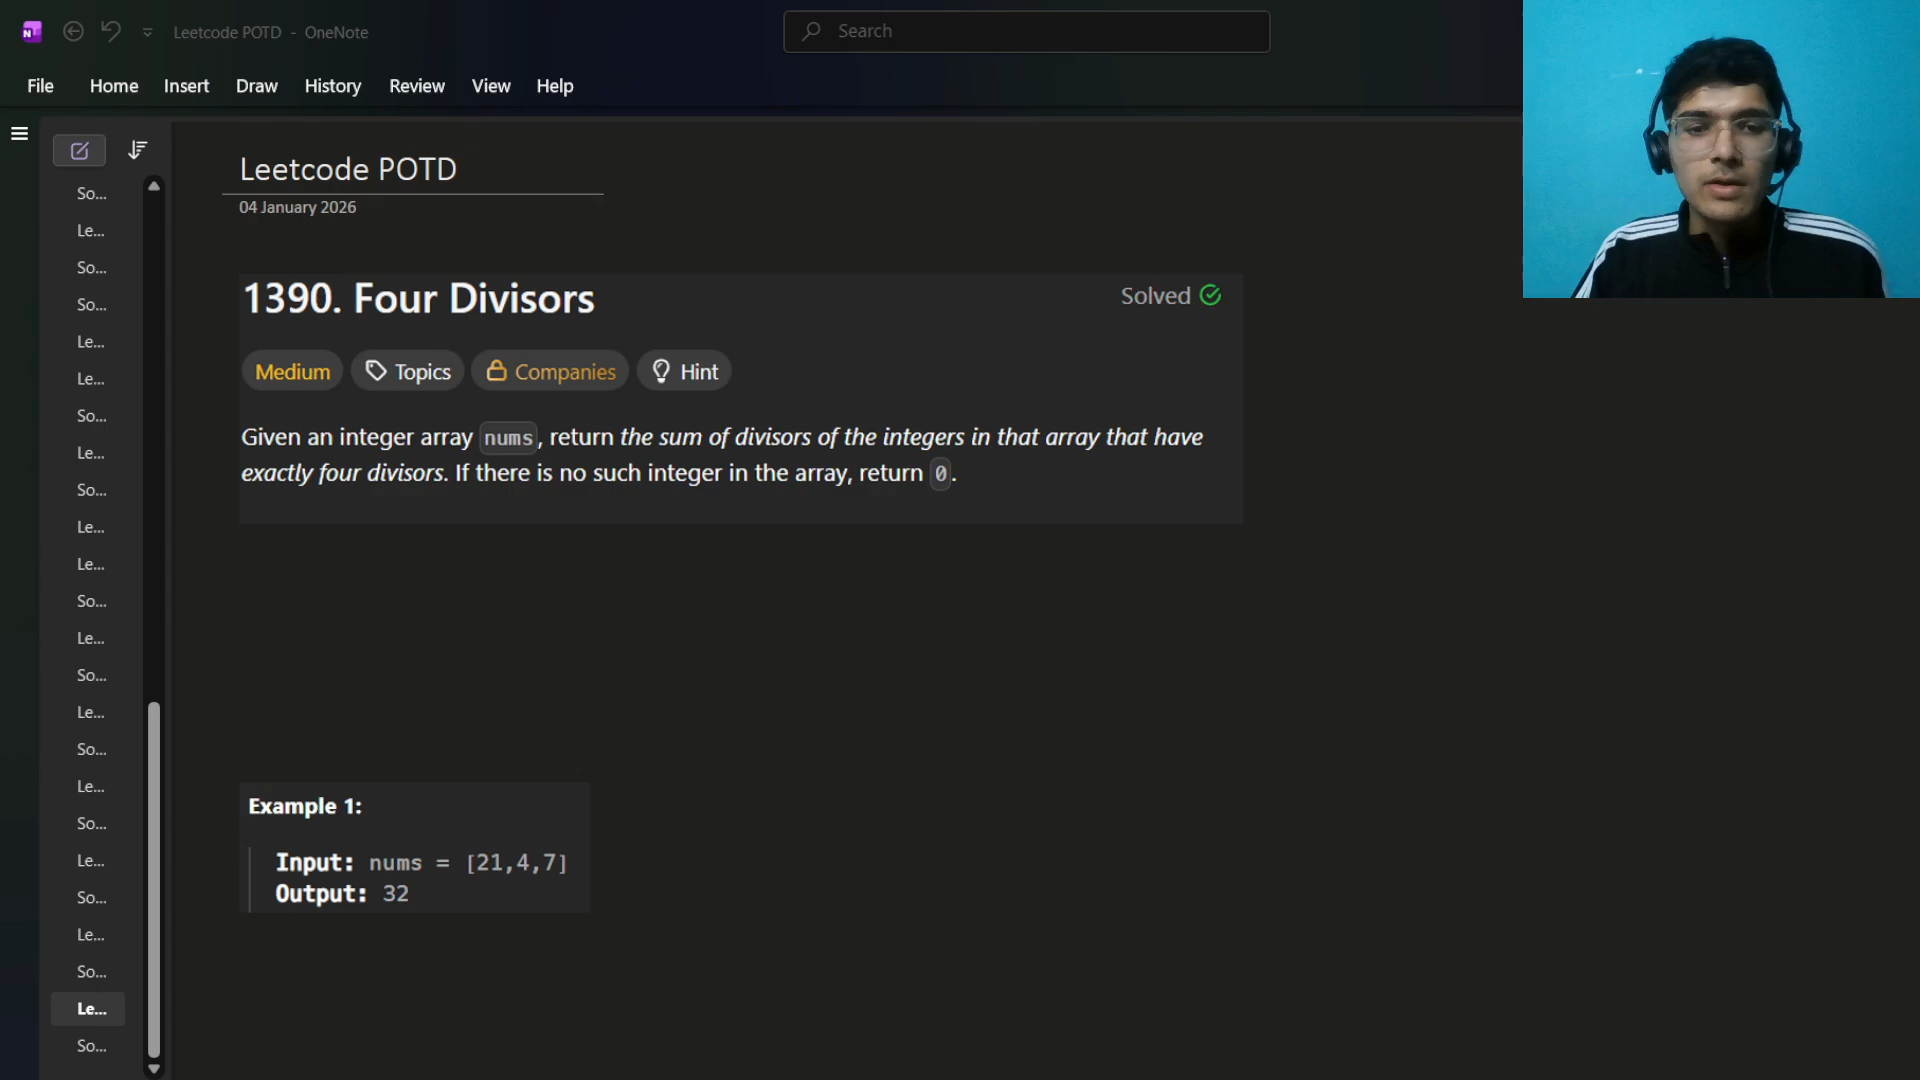 Leetcode POTD - OneNote
Search
File Home Insert Draw History Review View Help
So...
Le...
So...
So...
Le...
Le...
So...
Le...
So...
Le...
Le...
So...
Le...
So...
Le...
So...
Le...
So...
Le...
So...
Le...
So...
Le...
So...
Leetcode POTD
04 January 2026
1390. Four Divisors
Solved
Medium Topics Companies Hint
Given an integer array nums, return the sum of divisors of the integers in that array that have
exactly four divisors. If there is no such integer in the array, return 0.
Example 1:
Input: nums = [21,4,7]
Output: 32